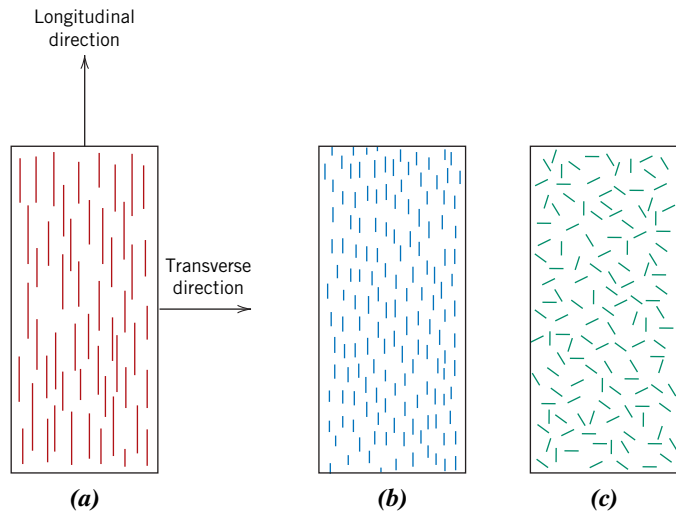 Longitudinal
direction
Transverse
direction
(a)
(b)
(c)